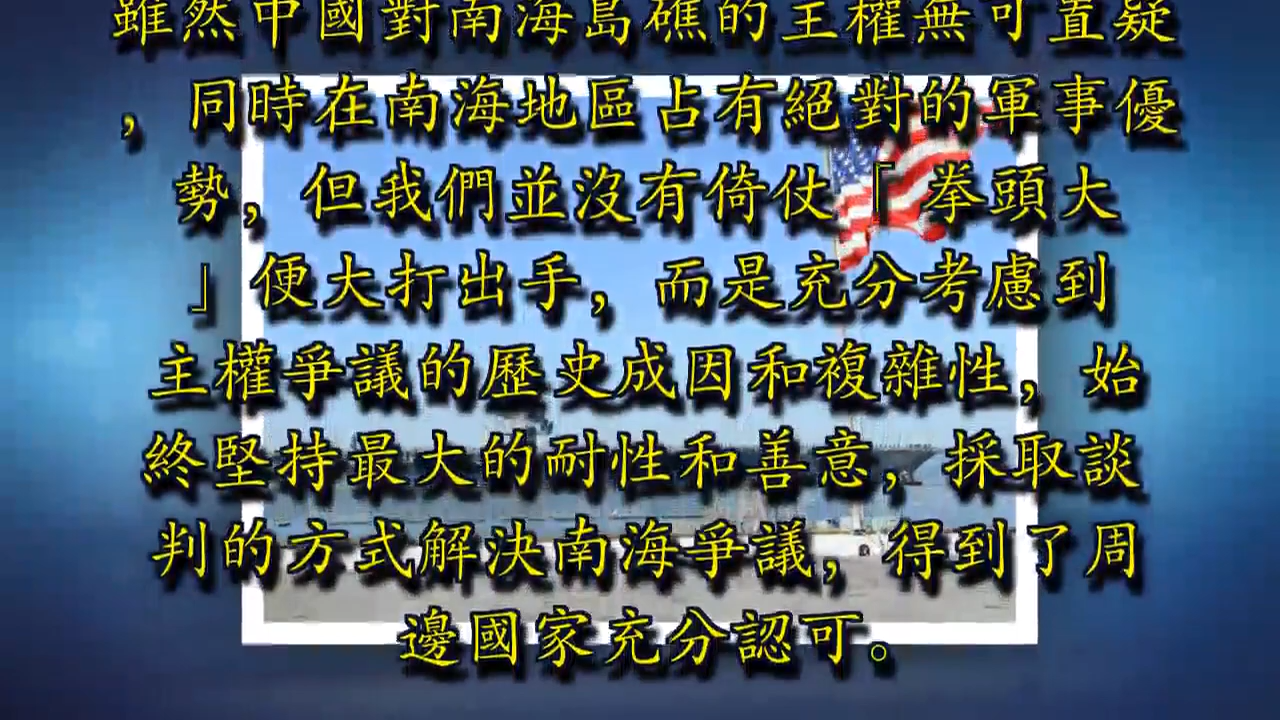 雖然中國對南海島礁的主權無可置疑
，同時在南海地區占有絕對的軍事優
勢，但我們並沒有倚仗「拳頭大
」便大打出手，而是充分考慮到
主權爭議的歷史成因和複雜性，始
終堅持最大的耐性和善意，採取談
判的方式解決南海爭議，得到了周
邊國家充分認可。